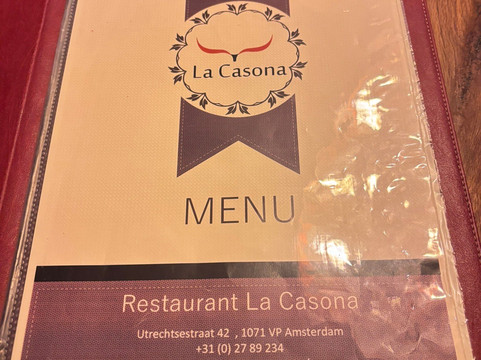 La Casona
MENU
Restaurant La Casona
Utrechtsestraat 42 , 1071 VP Amsterdam
+31 (0) 27 89 234